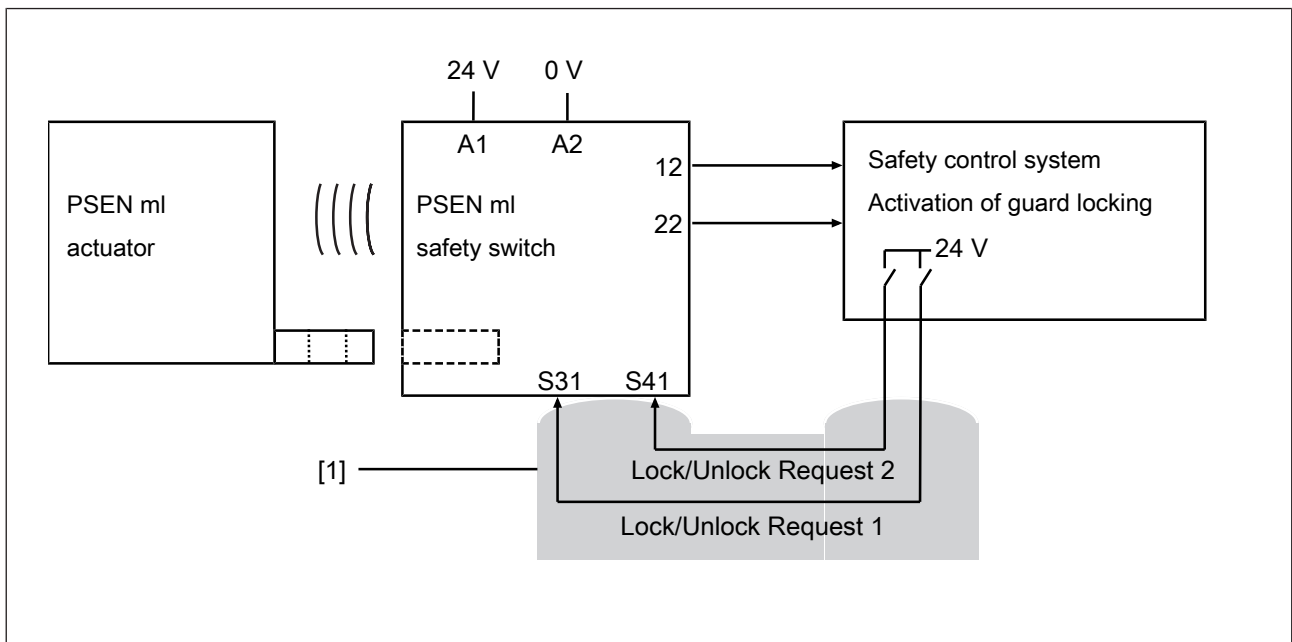 24 V
0 V
A1
A2
12
22
PSEN ml
actuator
PSEN ml
safety switch
Safety control system
Activation of guard locking
24 V
S31
S41
[1]
Lock/Unlock Request 2
Lock/Unlock Request 1